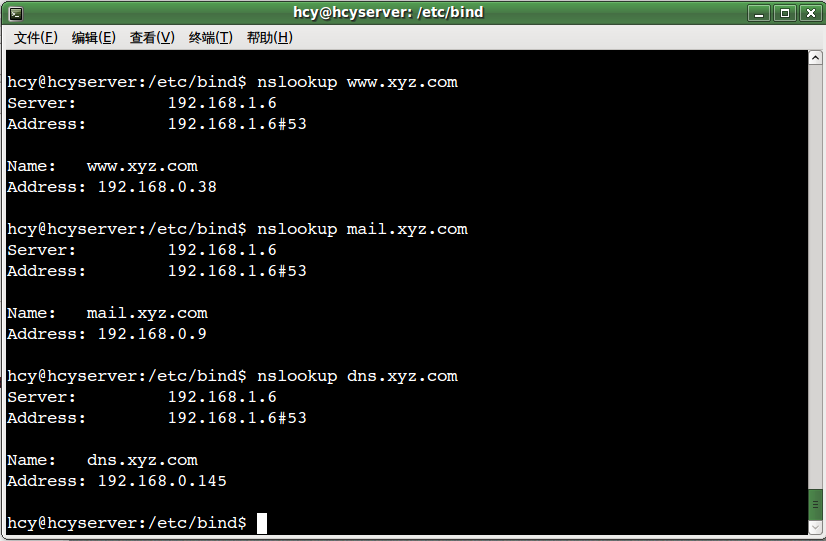 hcy@hcyserver: /etc/bind
文件(F) 编辑(E) 查看(V) 终端(T) 帮助(H)
hcy@hcyserver:/etc/bind$ nslookup www.xyz.com
Server: 192.168.1.6
Address: 192.168.1.6#53
Name: www.xyz.com
Address: 192.168.0.38
hcy@hcyserver:/etc/bind$ nslookup mail.xyz.com
Server: 192.168.1.6
Address: 192.168.1.6#53
Name: mail.xyz.com
Address: 192.168.0.9
hcy@hcyserver:/etc/bind$ nslookup dns.xyz.com
Server: 192.168.1.6
Address: 192.168.1.6#53
Name: dns.xyz.com
Address: 192.168.0.145
hcy@hcyserver:/etc/bind$